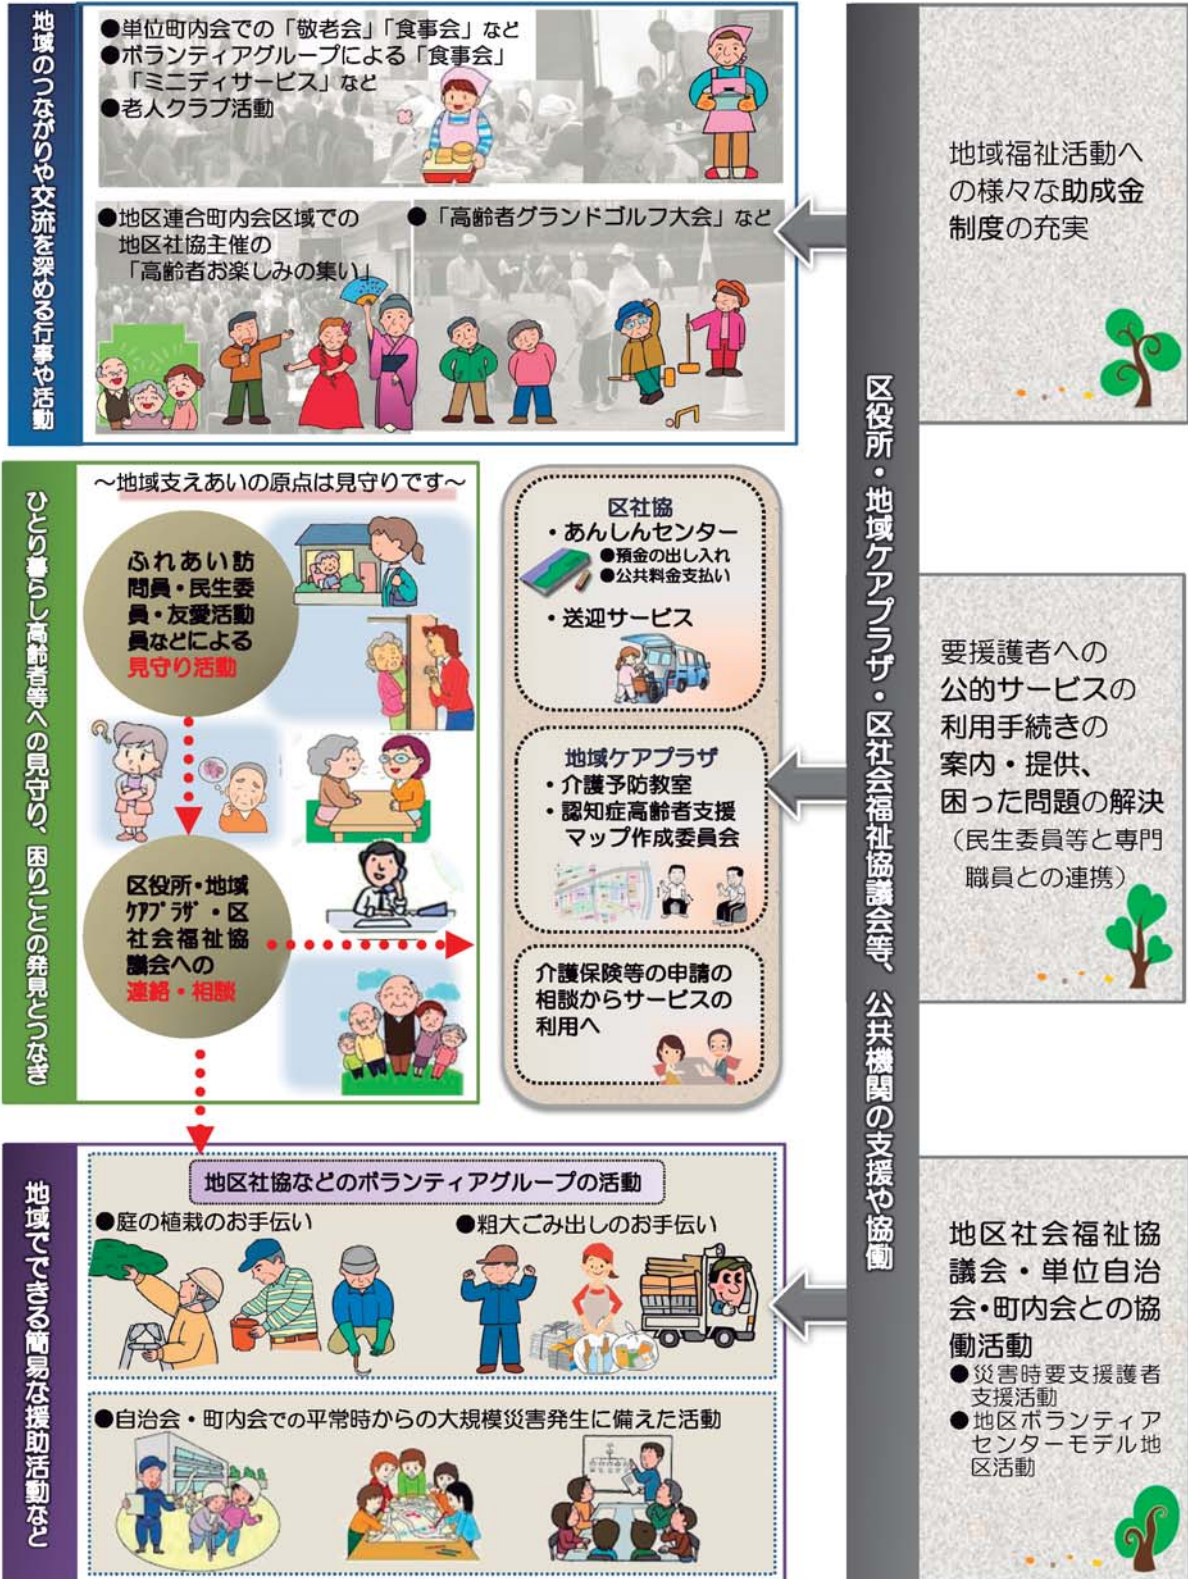 地域のつながりや交流を深める行事や活動
●単位町内会での「敬老会」「食事会」など
●ボランティアグループによる「食事会」
「ミニディサービス」など
●老人クラブ活動
●地区連合町内会区域での
地区社協主催の
「高齢者お楽しみの集い」
●「高齢者グランドゴルフ大会」など
ひとり暮らし高齢者等への見守り、困りごとの発見とつなぎ
～地域支えあいの原点は見守りです～
ふれあい訪
問員・民生委
員・友愛活動
員などによる
見守り活動
区役所・地域
ｹｱﾌﾟﾗｻﾞ・区
社会福祉協
議会への
連絡・相談
区社協
・あんしんセンター
●預金の出し入れ
●公共料金支払い
・送迎サービス
地域ケアプラザ
・介護予防教室
・認知症高齢者支援
マップ作成委員会
介護保険等の申請の
相談からサービスの
利用へ
地域でできる簡易な援助活動など
地区社協などのボランティアグループの活動
●庭の植栽のお手伝い
●粗大ごみ出しのお手伝い
●自治会・町内会での平常時からの大規模災害発生に備えた活動
区役所・地域ケアプラザ・区社会福祉協議会等、公共機関の支援や協働
地域福祉活動へ
の様々な助成金
制度の充実
要援護者への
公的サービスの
利用手続きの
案内・提供、
困った問題の解決
（民生委員等と専門
職員との連携）
地区社会福祉協
議会・単位自治
会・町内会との協
働活動
●災害時要支援護者
支援活動
●地区ボランティア
センターモデル地
区活動